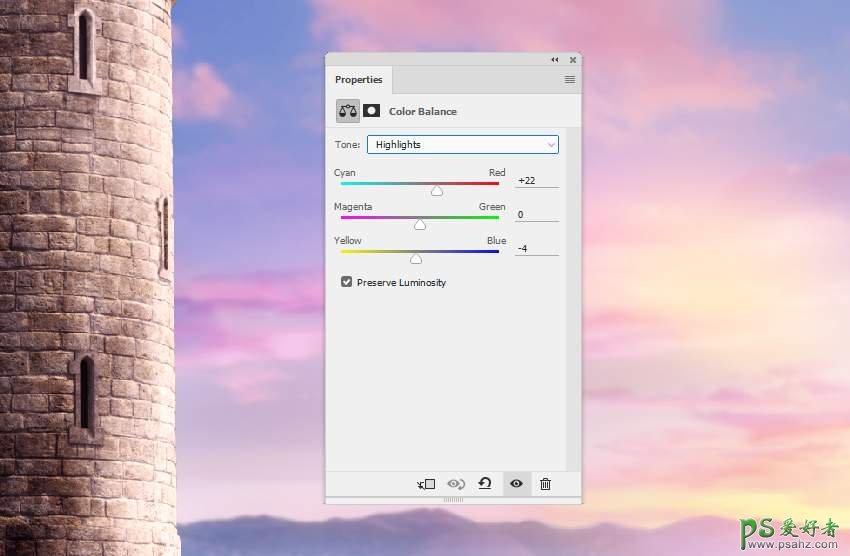 Properties
Color Balance
Tone: Highlights
Cyan Red +22
Magenta Green 0
Yellow Blue -4
Preserve Luminosity
PS爱好者
www.psahz.com